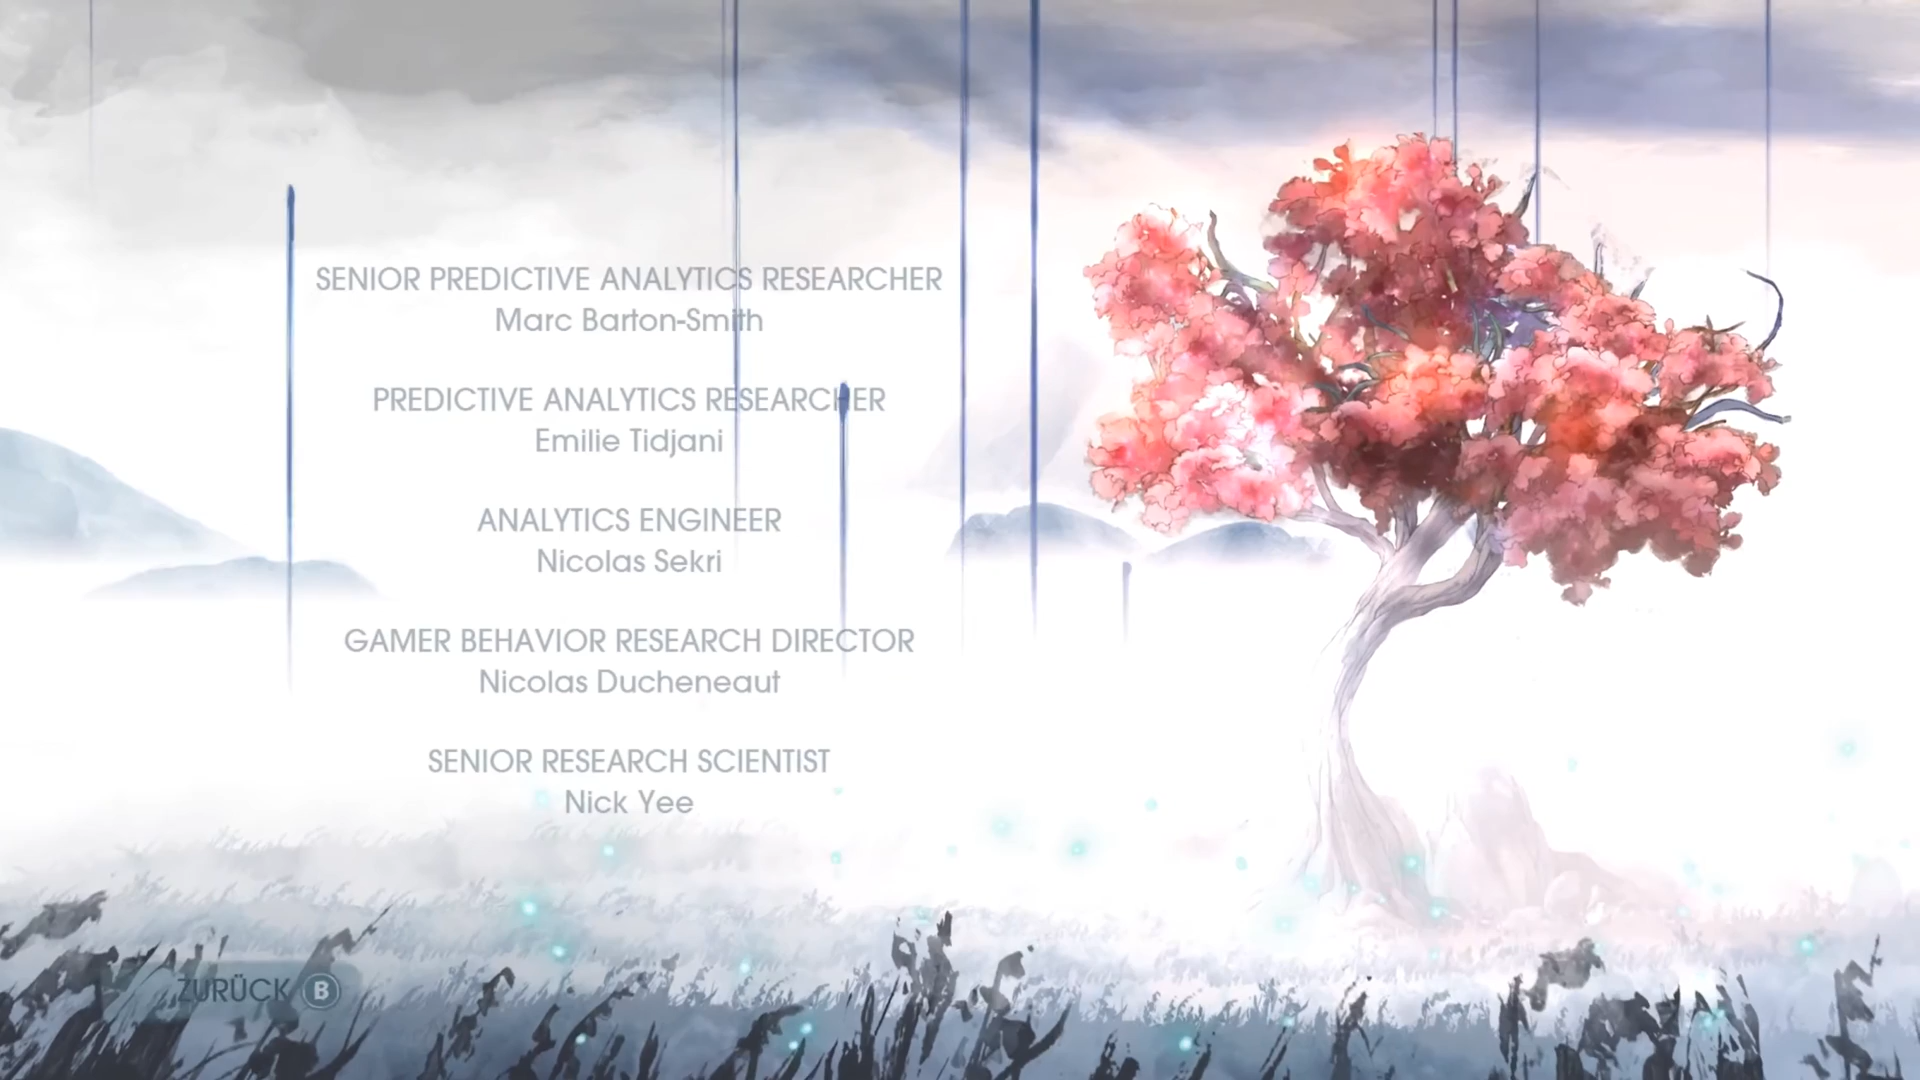 SENIOR PREDICTIVE ANALYTICS RESEARCHER
Marc Barton-Smith
PREDICTIVE ANALYTICS RESEARCHER
Emilie Tidjani
ANALYTICS ENGINEER
Nicolas Sekri
GAMER BEHAVIOR RESEARCH DIRECTOR
Nicolas Ducheneaut
SENIOR RESEARCH SCIENTIST
Nick Yee
ZURÜCK B